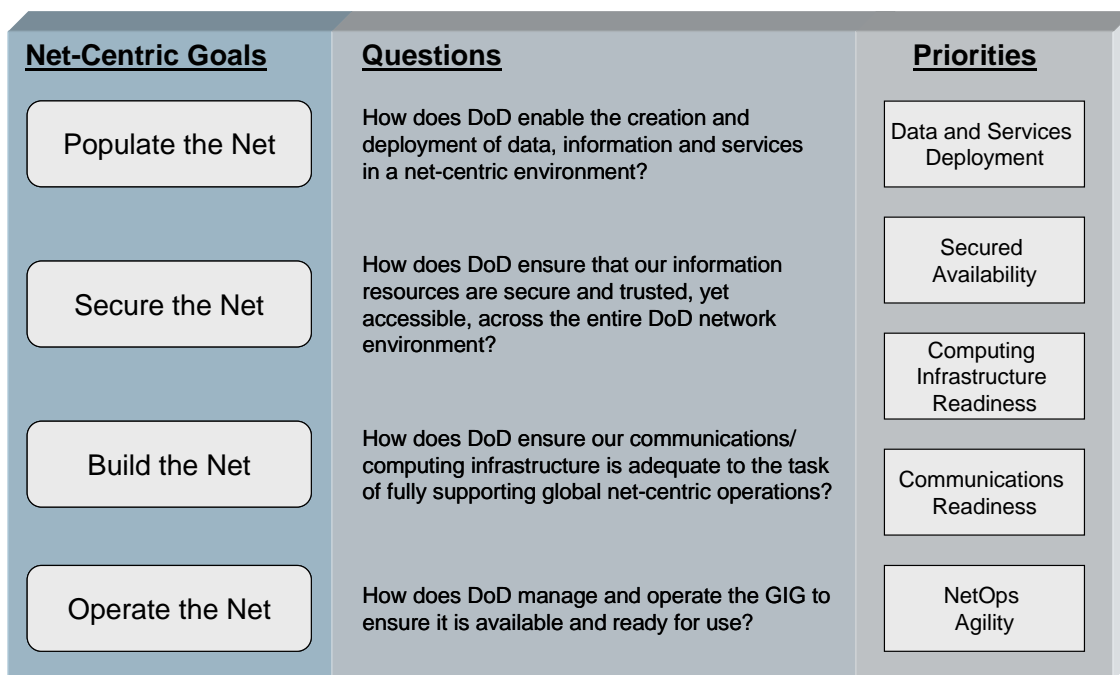 Net-Centric Goals
Questions
Priorities
Populate the Net
How does DoD enable the creation and
deployment of data, information and services
in a net-centric environment?
Data and Services
Deployment
Secure the Net
How does DoD ensure that our information
resources are secure and trusted, yet
accessible, across the entire DoD network
environment?
Secured
Availability
Computing
Infrastructure
Readiness
Build the Net
How does DoD ensure our communications/
computing infrastructure is adequate to the task
of fully supporting global net-centric operations?
Communications
Readiness
Operate the Net
How does DoD manage and operate the GIG to
ensure it is available and ready for use?
NetOps
Agility